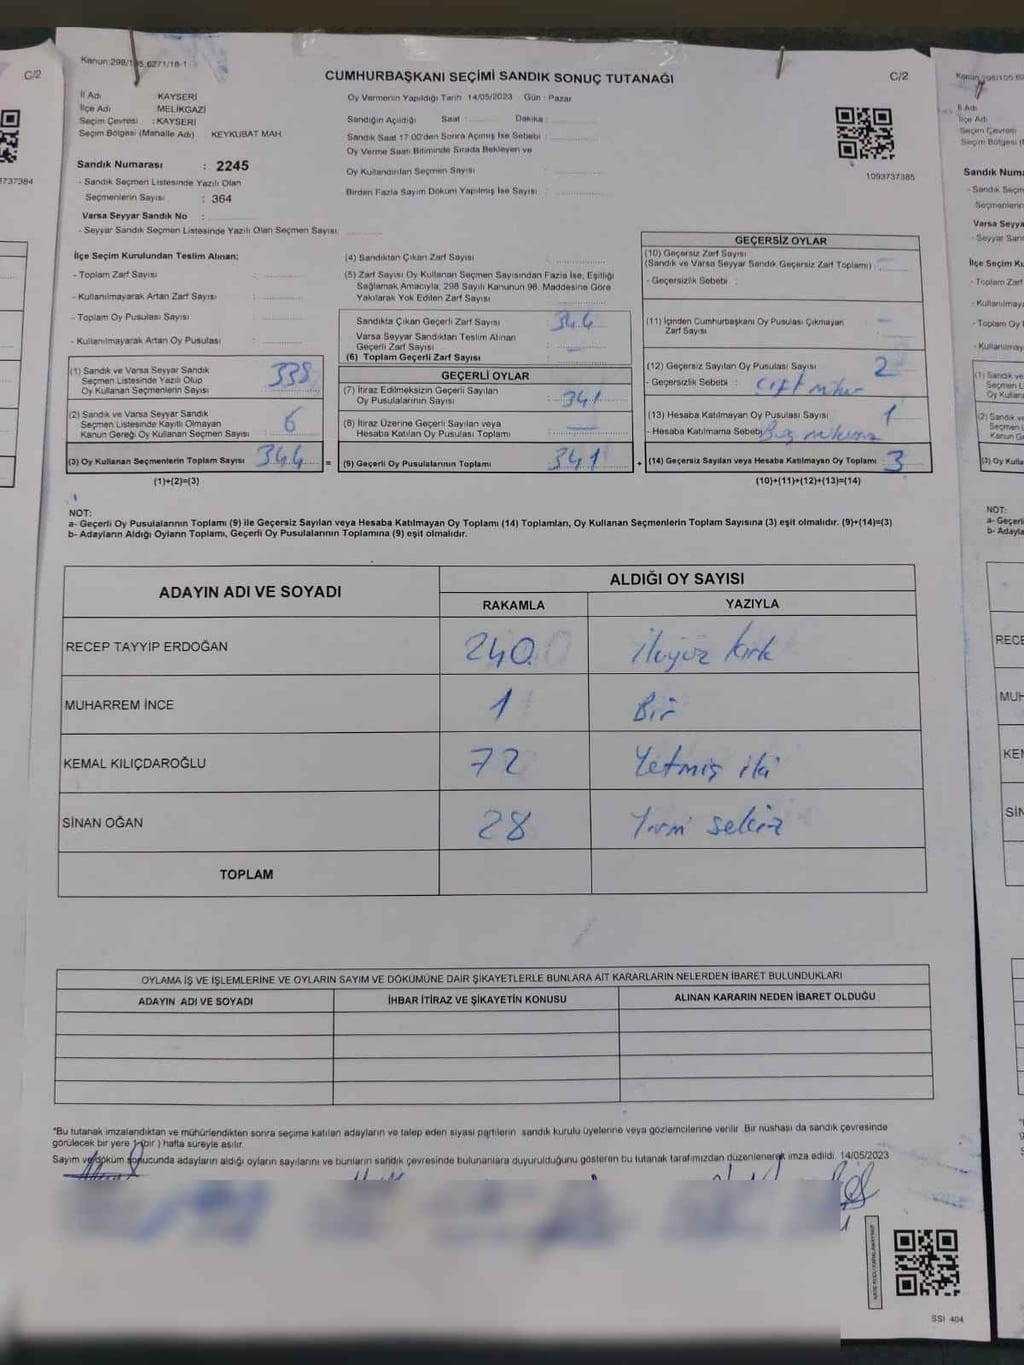 Kanun:298/105,6271/18-1
CUMHURBAŞKANI SEÇİMİ SANDIK SONUÇ TUTANAĞI
C/2
İl Adı KAYSERİ
İlçe Adı MELİKGAZİ
Seçim Çevresi : KAYSERİ
Seçim Bölgesi (Mahalle Adı) KEYKUBAT MAH.
Oy Vermenin Yapıldığı Tarih 14/05/2023 Gün : Pazar
Sandığın Açıldığı Saat : Dakika :
Sandık Saat 17:00'den Sonra Açılmış İse Sebebi :
Oy Verme Saati Bitiminde Sırada Bekleyen ve
Oy Kullandırılan Seçmen Sayısı :
Birden Fazla Sayım Döküm Yapılmış İse Sayısı :
1093737385
Sandık Numarası : 2245
- Sandık Seçmen Listesinde Yazılı Olan
Seçmenlerin Sayısı : 364
Varsa Seyyar Sandık No :
- Seyyar Sandık Seçmen Listesinde Yazılı Olan Seçmen Sayısı:
İlçe Seçim Kurulundan Teslim Alınan;
- Toplam Zarf Sayısı :
- Kullanılmayarak Artan Zarf Sayısı :
- Toplam Oy Pusulası Sayısı :
- Kullanılmayarak Artan Oy Pusulası :
(1) Sandık ve Varsa Seyyar Sandık
Seçmen Listesinde Yazılı Olup
Oy Kullanan Seçmenlerin Sayısı 338
(2) Sandık ve Varsa Seyyar Sandık
Seçmen Listesinde Kayıtlı Olmayan
Kanun Gereği Oy Kullanan Seçmen Sayısı 6
(3) Oy Kullanan Seçmenlerin Toplam Sayısı 344 =
(1)+(2)=(3)
(4) Sandıktan Çıkan Zarf Sayısı
(5) Zarf Sayısı Oy Kullanan Seçmen Sayısından Fazla İse, Eşitliği
Sağlamak Amacıyla, 298 Sayılı Kanunun 98. Maddesine Göre
Yakılarak Yok Edilen Zarf Sayısı
Sandıkta Çıkan Geçerli Zarf Sayısı 344
Varsa Seyyar Sandıktan Teslim Alınan
Geçerli Zarf Sayısı
(6) Toplam Geçerli Zarf Sayısı
GEÇERLİ OYLAR
(7) İtiraz Edilmeksizin Geçerli Sayılan
Oy Pusulalarının Sayısı 341
(8) İtiraz Üzerine Geçerli Sayılan veya
Hesaba Katılan Oy Pusulası Toplamı
(9) Geçerli Oy Pusulalarının Toplamı 341 +
GEÇERSİZ OYLAR
(10) Geçersiz Zarf Sayısı
(Sandık ve Varsa Seyyar Sandık Geçersiz Zarf Toplamı)
- Geçersizlik Sebebi :
(11) İçinden Cumhurbaşkanı Oy Pusulası Çıkmayan
Zarf Sayısı
(12) Geçersiz Sayılan Oy Pusulası Sayısı 2
- Geçersizlik Sebebi : Çift mühür
(13) Hesaba Katılmayan Oy Pusulası Sayısı 1
- Hesaba Katılmama Sebebi
(14) Geçersiz Sayılan veya Hesaba Katılmayan Oy Toplamı 3
(10)+(11)+(12)+(13)=(14)
NOT:
a- Geçerli Oy Pusulalarının Toplamı (9) ile Geçersiz Sayılan veya Hesaba Katılmayan Oy Toplamı (14) Toplamları, Oy Kullanan Seçmenlerin Toplam Sayısına (3) eşit olmalıdır. (9)+(14)=(3)
b- Adayların Aldığı Oyların Toplamı, Geçerli Oy Pusulalarının Toplamına (9) eşit olmalıdır.
ADAYIN ADI VE SOYADI ALDIĞI OY SAYISI
RAKAMLA YAZIYLA
RECEP TAYYİP ERDOĞAN 240 ikiyüz kırk
MUHARREM İNCE 1 Bir
KEMAL KILIÇDAROĞLU 72 Yetmiş iki
SİNAN OĞAN 28 Yirmi sekiz
TOPLAM
OYLAMA İŞ VE İŞLEMLERİNE VE OYLARIN SAYIM VE DÖKÜMÜNE DAİR ŞİKAYETLERLE BUNLARA AİT KARARLARIN NELERDEN İBARET BULUNDUKLARI
ADAYIN ADI VE SOYADI İHBAR İTİRAZ VE ŞİKAYETİN KONUSU ALINAN KARARIN NEDEN İBARET OLDUĞU
*Bu tutanak imzalandıktan ve mühürlendikten sonra seçime katılan adayların ve talep eden siyasi partilerin sandık kurulu üyelerine veya gözlemcilerine verilir. Bir nüshası da sandık çevresinde
görülecek bir yere 1 (bir) hafta süreyle asılır.
Sayım ve döküm sonucunda adayların aldığı oyların sayılarını ve bunların sandık çevresinde bulunanlara duyurulduğunu gösteren bu tutanak tarafımızdan düzenlenerek imza edildi. 14/05/2023
SSI 404